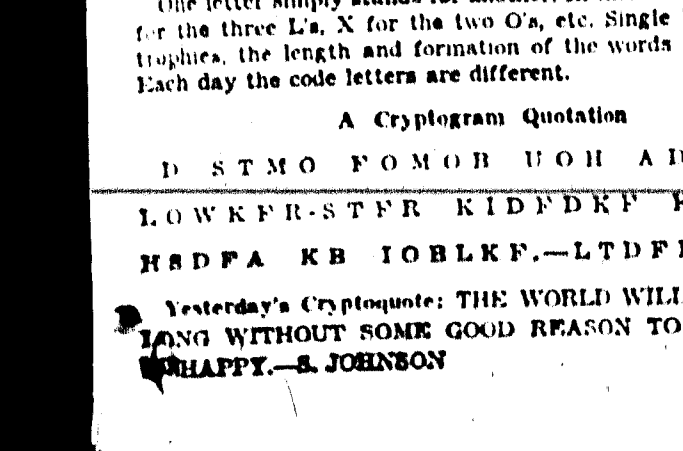 One letter simply stands for another.
for the three L's, X for the two O's, etc. Single
trophies, the length and formation of the words
Each day the code letters are different.
A Cryptogram Quotation
D STMO FOMOB UOH AD
LOWKFR-STFR KIDFDKF
HSDFA KB IOBLKF.—LTDF
Yesterday's Cryptoquote: THE WORLD WILL
LONG WITHOUT SOME GOOD REASON TO
HAPPY.—S. JOHNSON